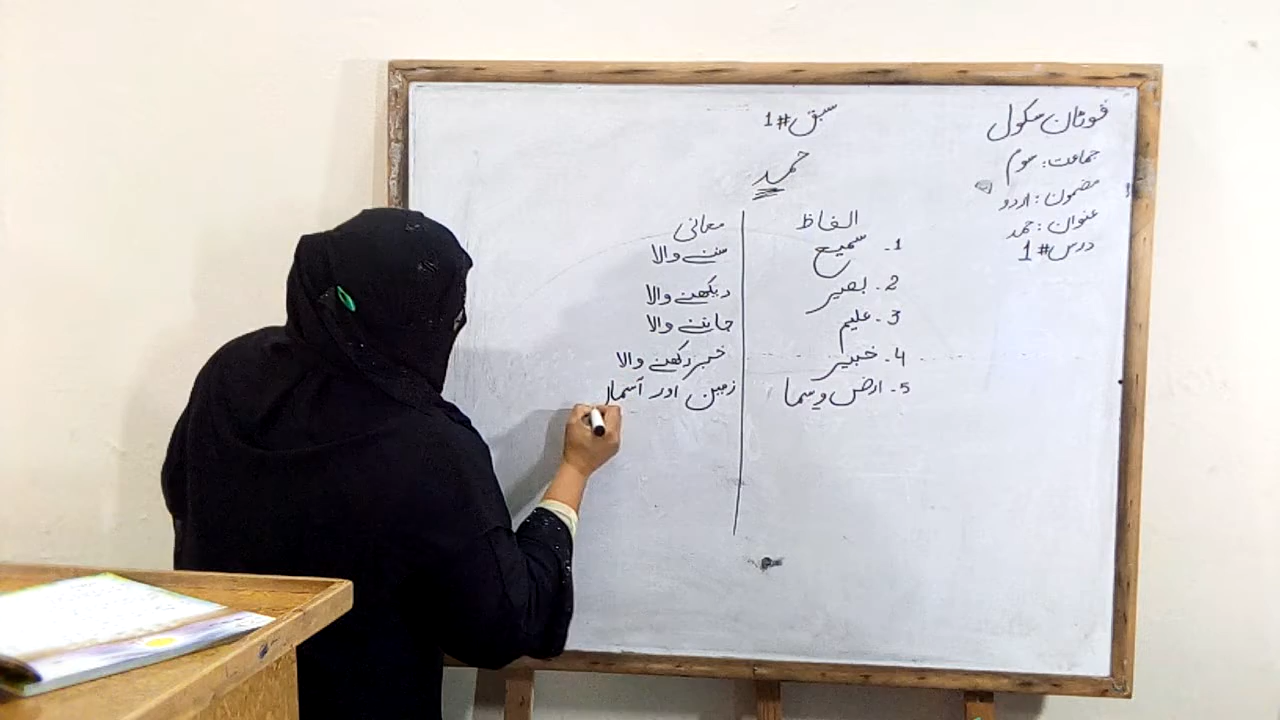 سبق #1
حمد
فوٹان سکول
جماعت: سوم
مضمون: اردو
عنوان: حمد
درس #1
الفاظ معانی
1. سمیع سننے والا
2. بصیر دیکھنے والا
3. علیم جاننے والا
4. خبیر خبر رکھنے والا
5. ارض و سما زمین اور آسمان